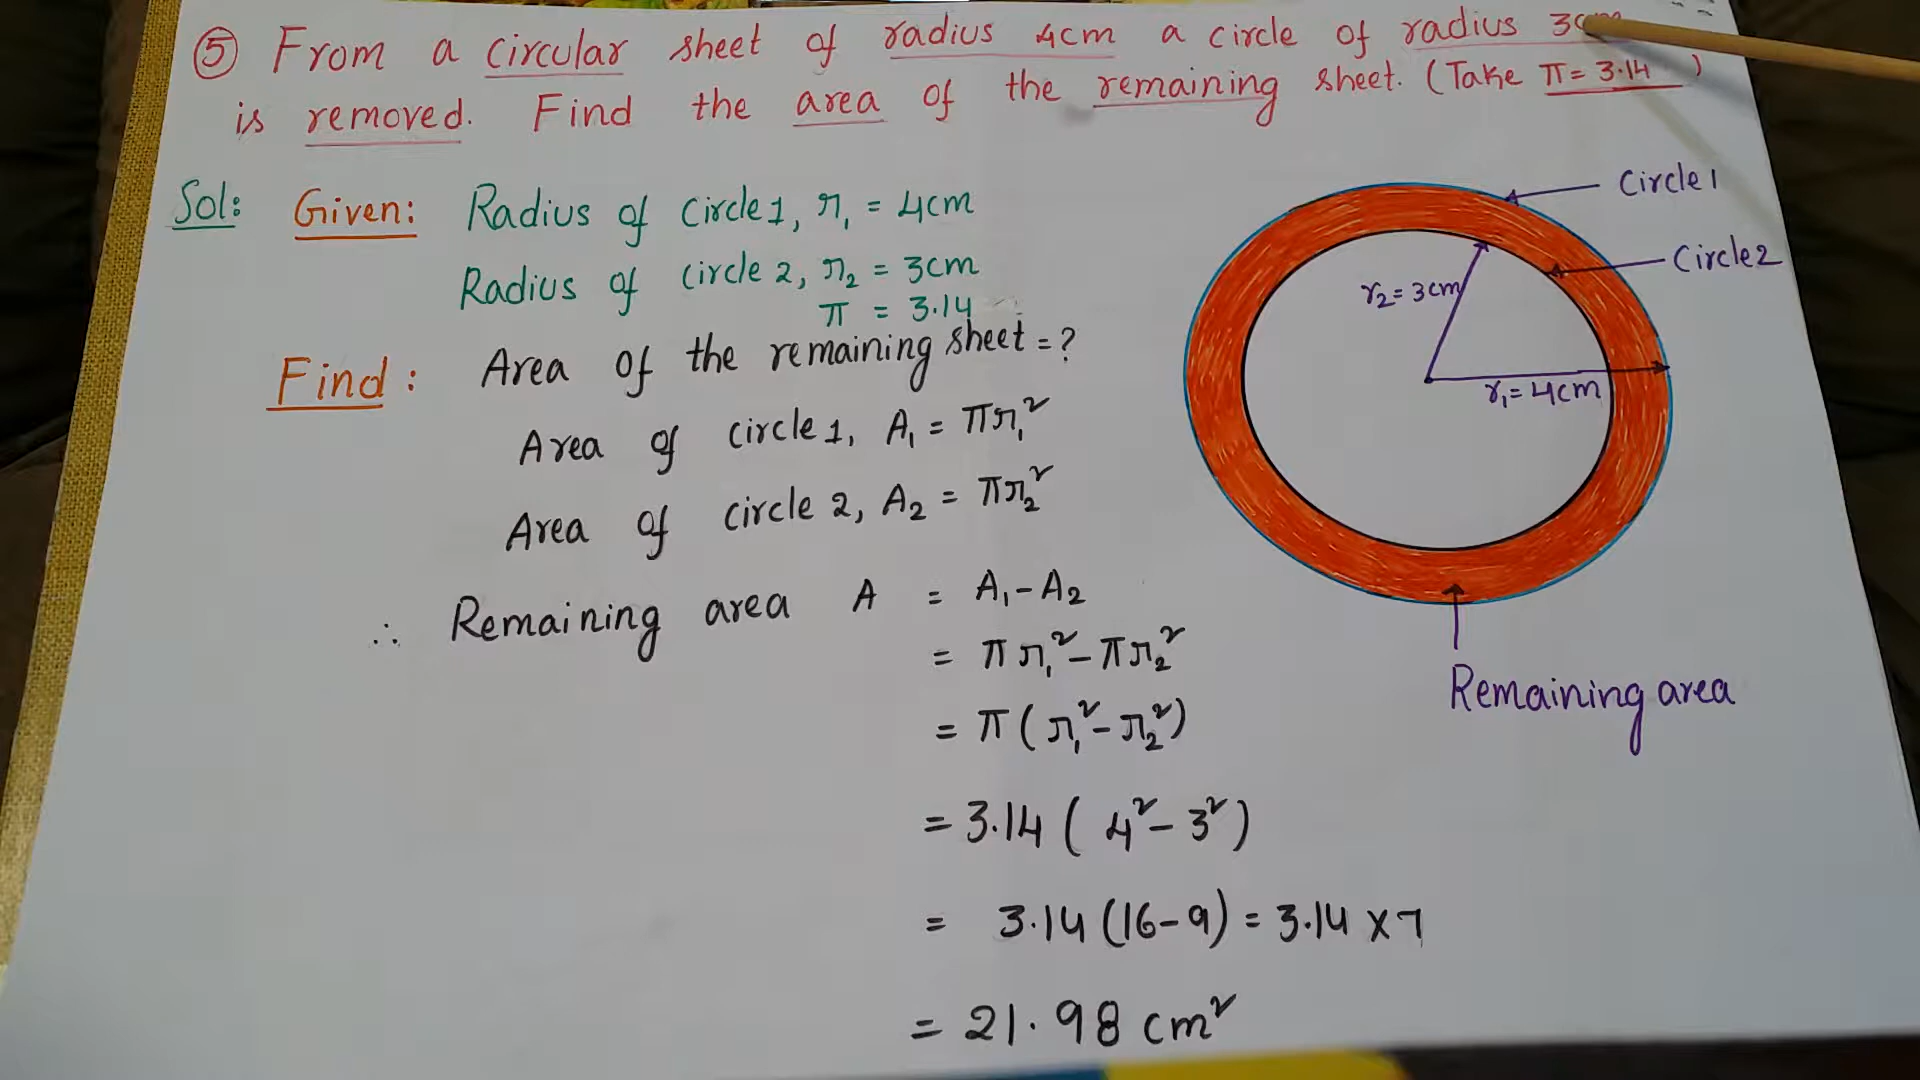 ⑤ From a circular sheet of radius 4cm a circle of radius 3cm
is removed. Find the area of the remaining sheet. (Take π = 3.14)
Sol: Given: Radius of Circle 1, r₁ = 4cm
Radius of circle 2, r₂ = 3cm
π = 3.14
Find: Area of the remaining sheet = ?
Area of circle 1, A₁ = πr₁²
Area of circle 2, A₂ = πr₂²
∴ Remaining area A = A₁ - A₂
= πr₁² - πr₂²
= π(r₁² - r₂²)
= 3.14 (4² - 3²)
= 3.14 (16-9) = 3.14 x 7
= 21.98 cm²
Circle 1
Circle 2
r₂ = 3cm
r₁ = 4cm
Remaining area